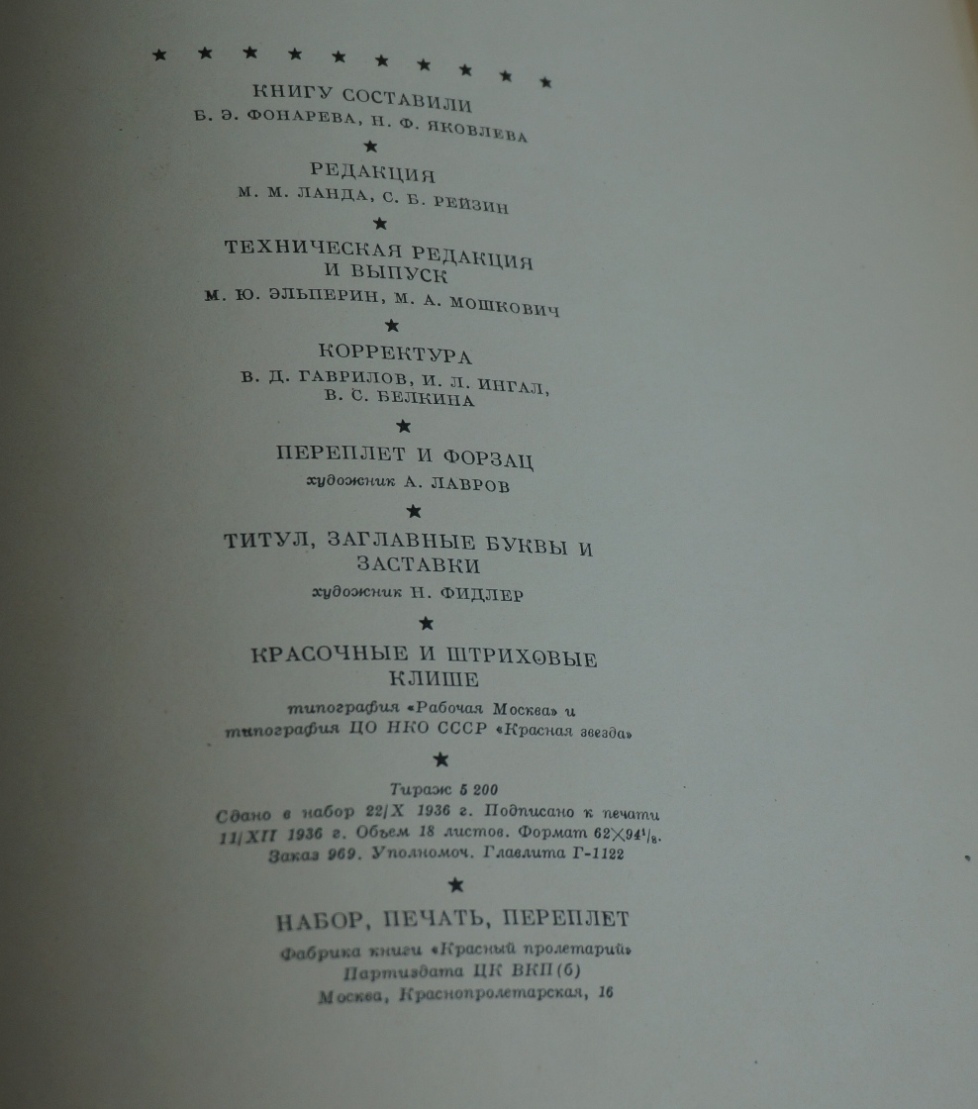 ★ ★ ★ ★ ★ ★ ★ ★ ★ ★
КНИГУ СОСТАВИЛИ
Б. Э. ФОНАРЕВА, Н. Ф. ЯКОВЛЕВА
★
РЕДАКЦИЯ
М. М. ЛАНДА, С. Б. РЕЙЗИН
★
ТЕХНИЧЕСКАЯ РЕДАКЦИЯ
И ВЫПУСК
М. Ю. ЭЛЬПЕРИН, М. А. МОШКОВИЧ
★
КОРРЕКТУРА
В. Д. ГАВРИЛОВ, И. Л. ИНГАЛ,
В. С. БЕЛКИНА
★
ПЕРЕПЛЕТ И ФОРЗАЦ
художник А. ЛАВРОВ
★
ТИТУЛ, ЗАГЛАВНЫЕ БУКВЫ И
ЗАСТАВКИ
художник Н. ФИДЛЕР
★
КРАСОЧНЫЕ И ШТРИХОВЫЕ
КЛИШЕ
типография «Рабочая Москва» и
типография ЦО НКО СССР «Красная звезда»
★
Тираж 5 200
Сдано в набор 22/X 1936 г. Подписано к печати
11/XII 1936 г. Объем 18 листов. Формат 62×94¹/₈.
Заказ 969. Уполномоч. Главлита Г-1122
★
НАБОР, ПЕЧАТЬ, ПЕРЕПЛЕТ
Фабрика книги «Красный пролетарий»
Партиздата ЦК ВКП(б)
Москва, Краснопролетарская, 16